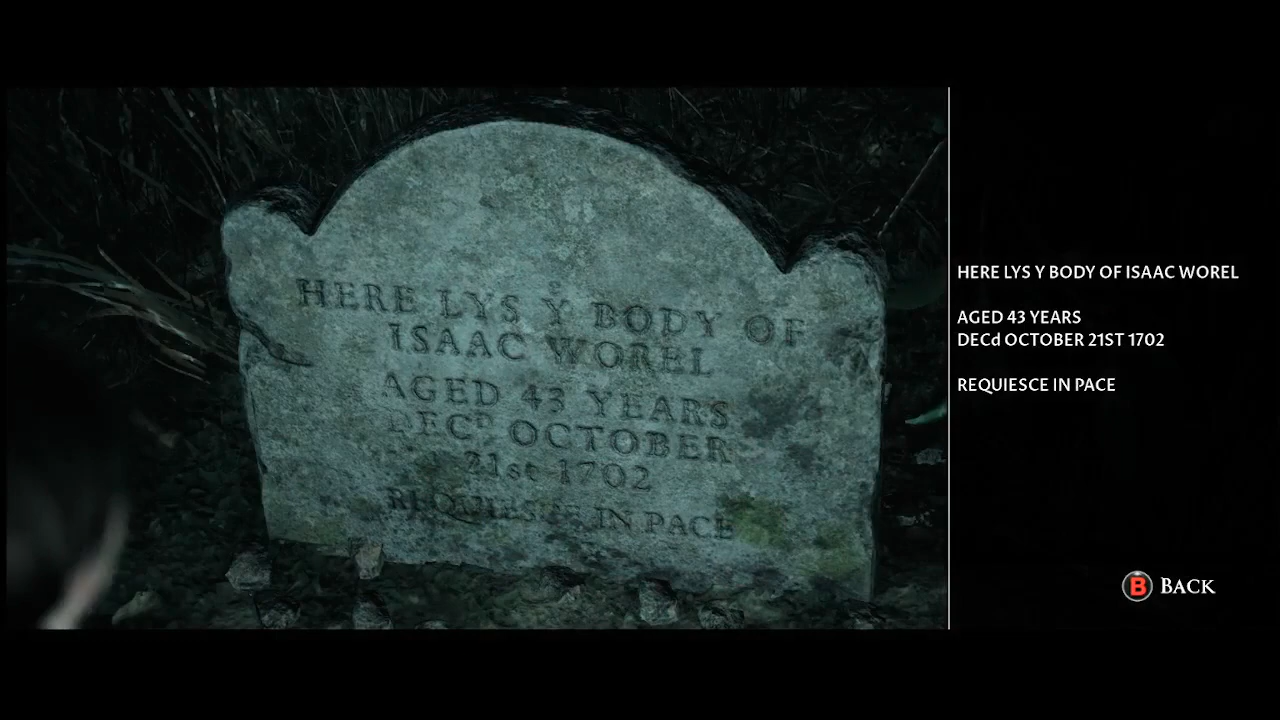 HERE LYS Y BODY OF
ISAAC WOREL
AGED 43 YEARS
DECD OCTOBER
21st 1702
REQUIESCE IN PACE
HERE LYS Y BODY OF ISAAC WOREL
AGED 43 YEARS
DECd OCTOBER 21ST 1702
REQUIESCE IN PACE
B BACK